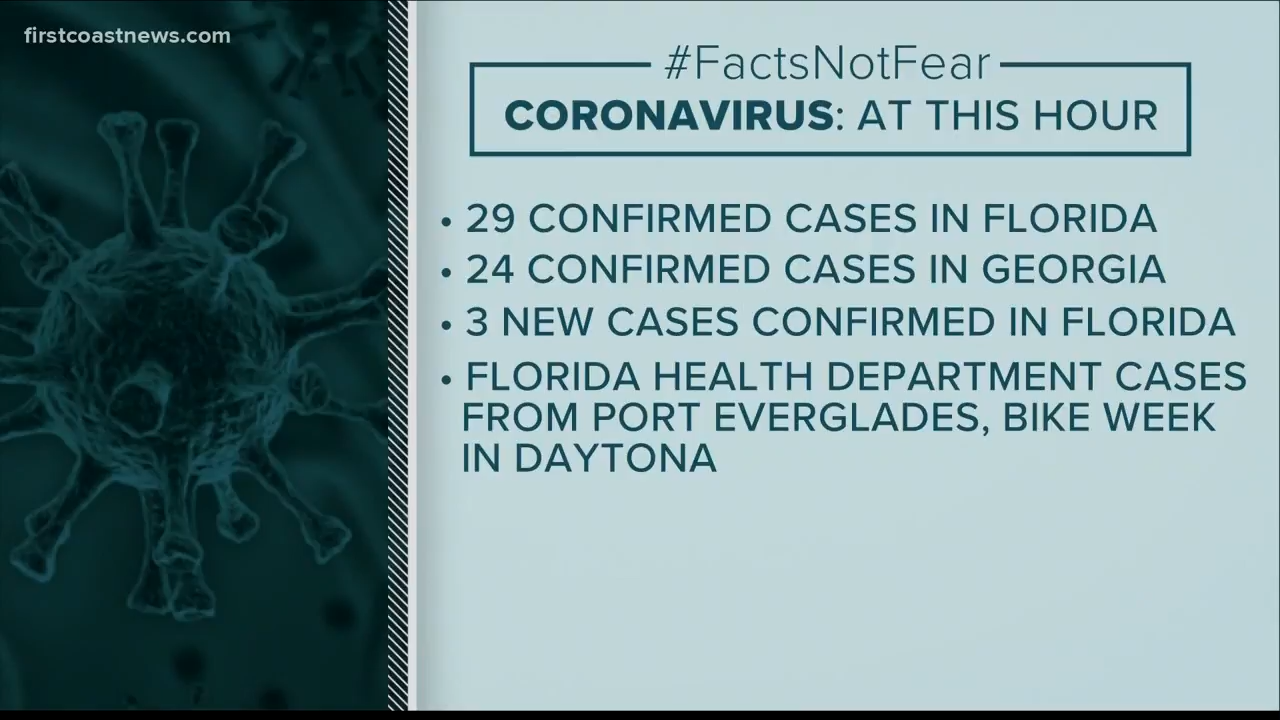 firstcoastnews.com
#FactsNotFear
CORONAVIRUS: AT THIS HOUR
• 29 CONFIRMED CASES IN FLORIDA
• 24 CONFIRMED CASES IN GEORGIA
• 3 NEW CASES CONFIRMED IN FLORIDA
• FLORIDA HEALTH DEPARTMENT CASES
FROM PORT EVERGLADES, BIKE WEEK
IN DAYTONA